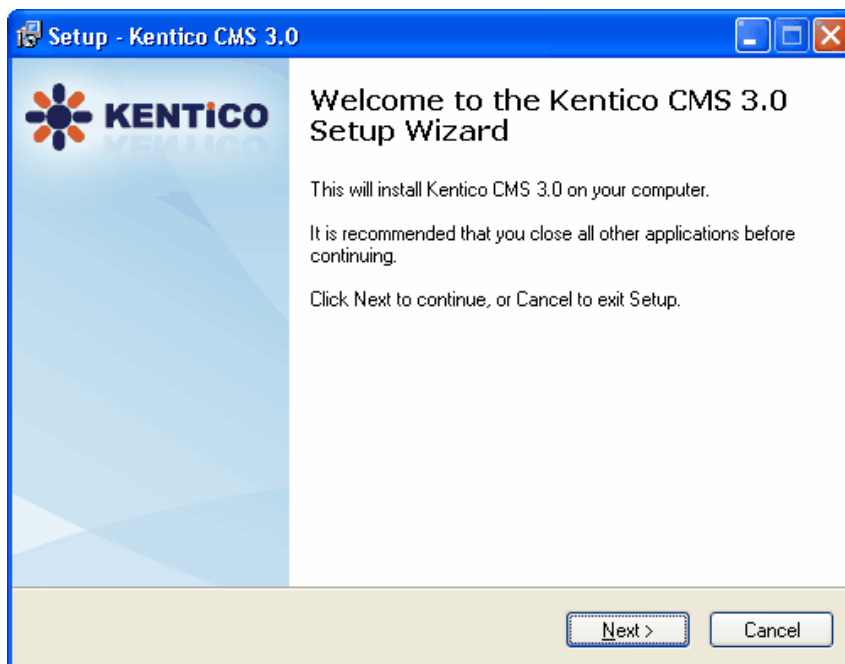 Setup - Kentico CMS 3.0
KENTiCO
Welcome to the Kentico CMS 3.0
Setup Wizard
This will install Kentico CMS 3.0 on your computer.
It is recommended that you close all other applications before
continuing.
Click Next to continue, or Cancel to exit Setup.
Next >
Cancel